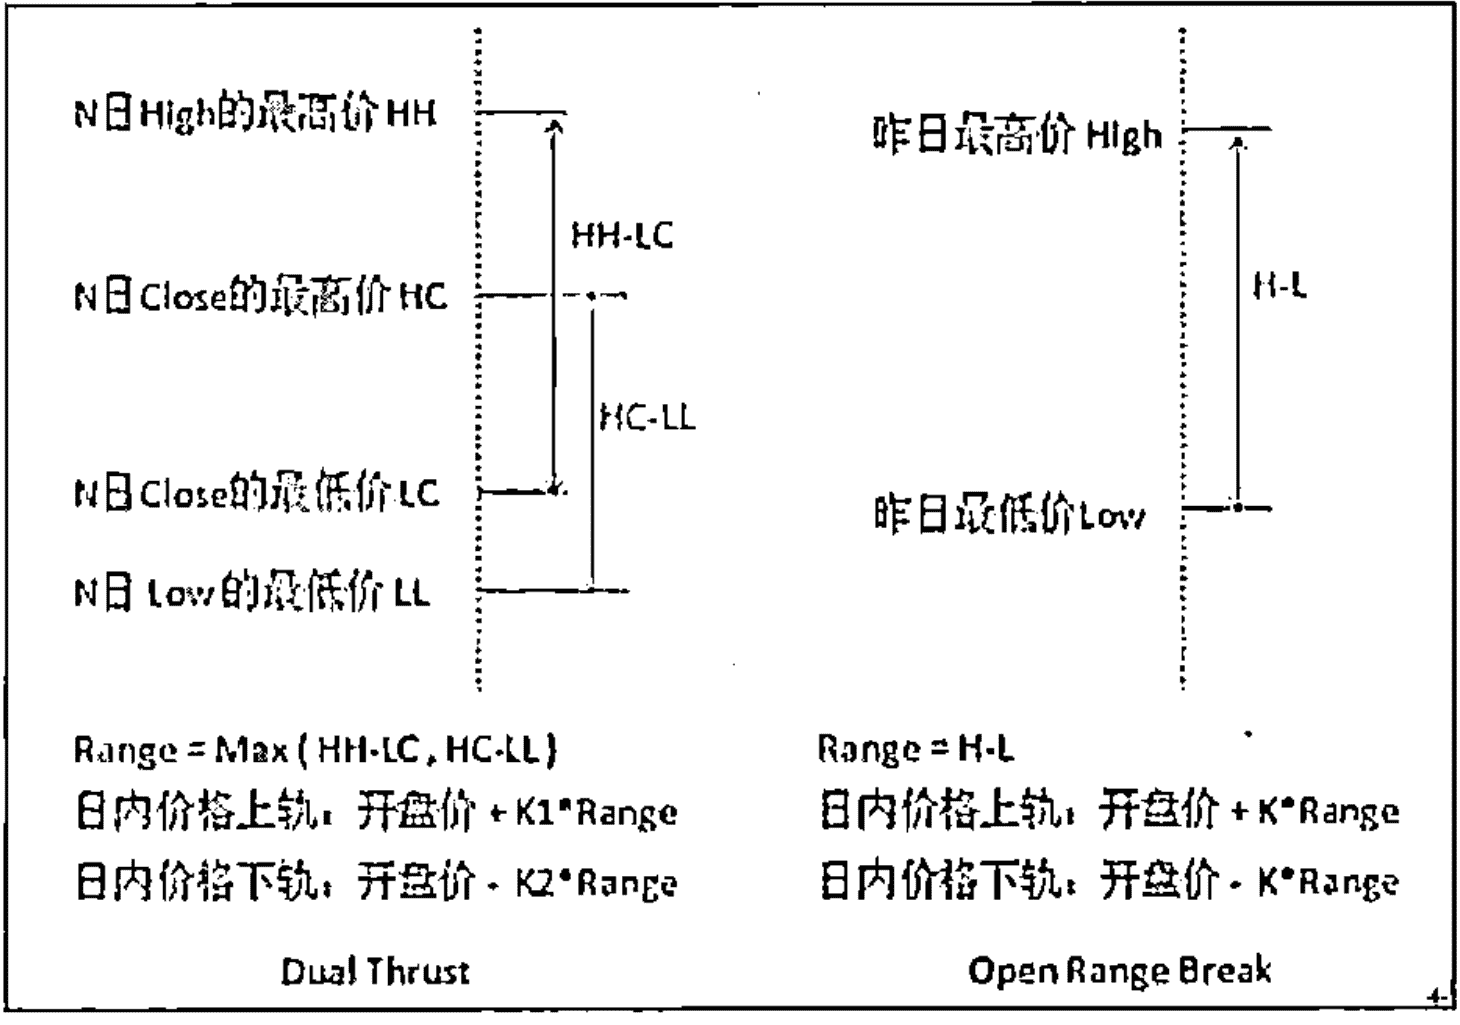 N日High的最高价 HH
HH-LC
N日Close的最高价 HC
HC-LL
N日Close的最低价 LC
N日 Low的最低价 LL
Range = Max ( HH-LC , HC-LL )
日内价格上轨：开盘价 + K1*Range
日内价格下轨：开盘价 - K2*Range
Dual Thrust
昨日最高价 High
H-L
昨日最低价Low
Range = H-L
日内价格上轨：开盘价 + K*Range
日内价格下轨：开盘价 - K*Range
Open Range Break
4-